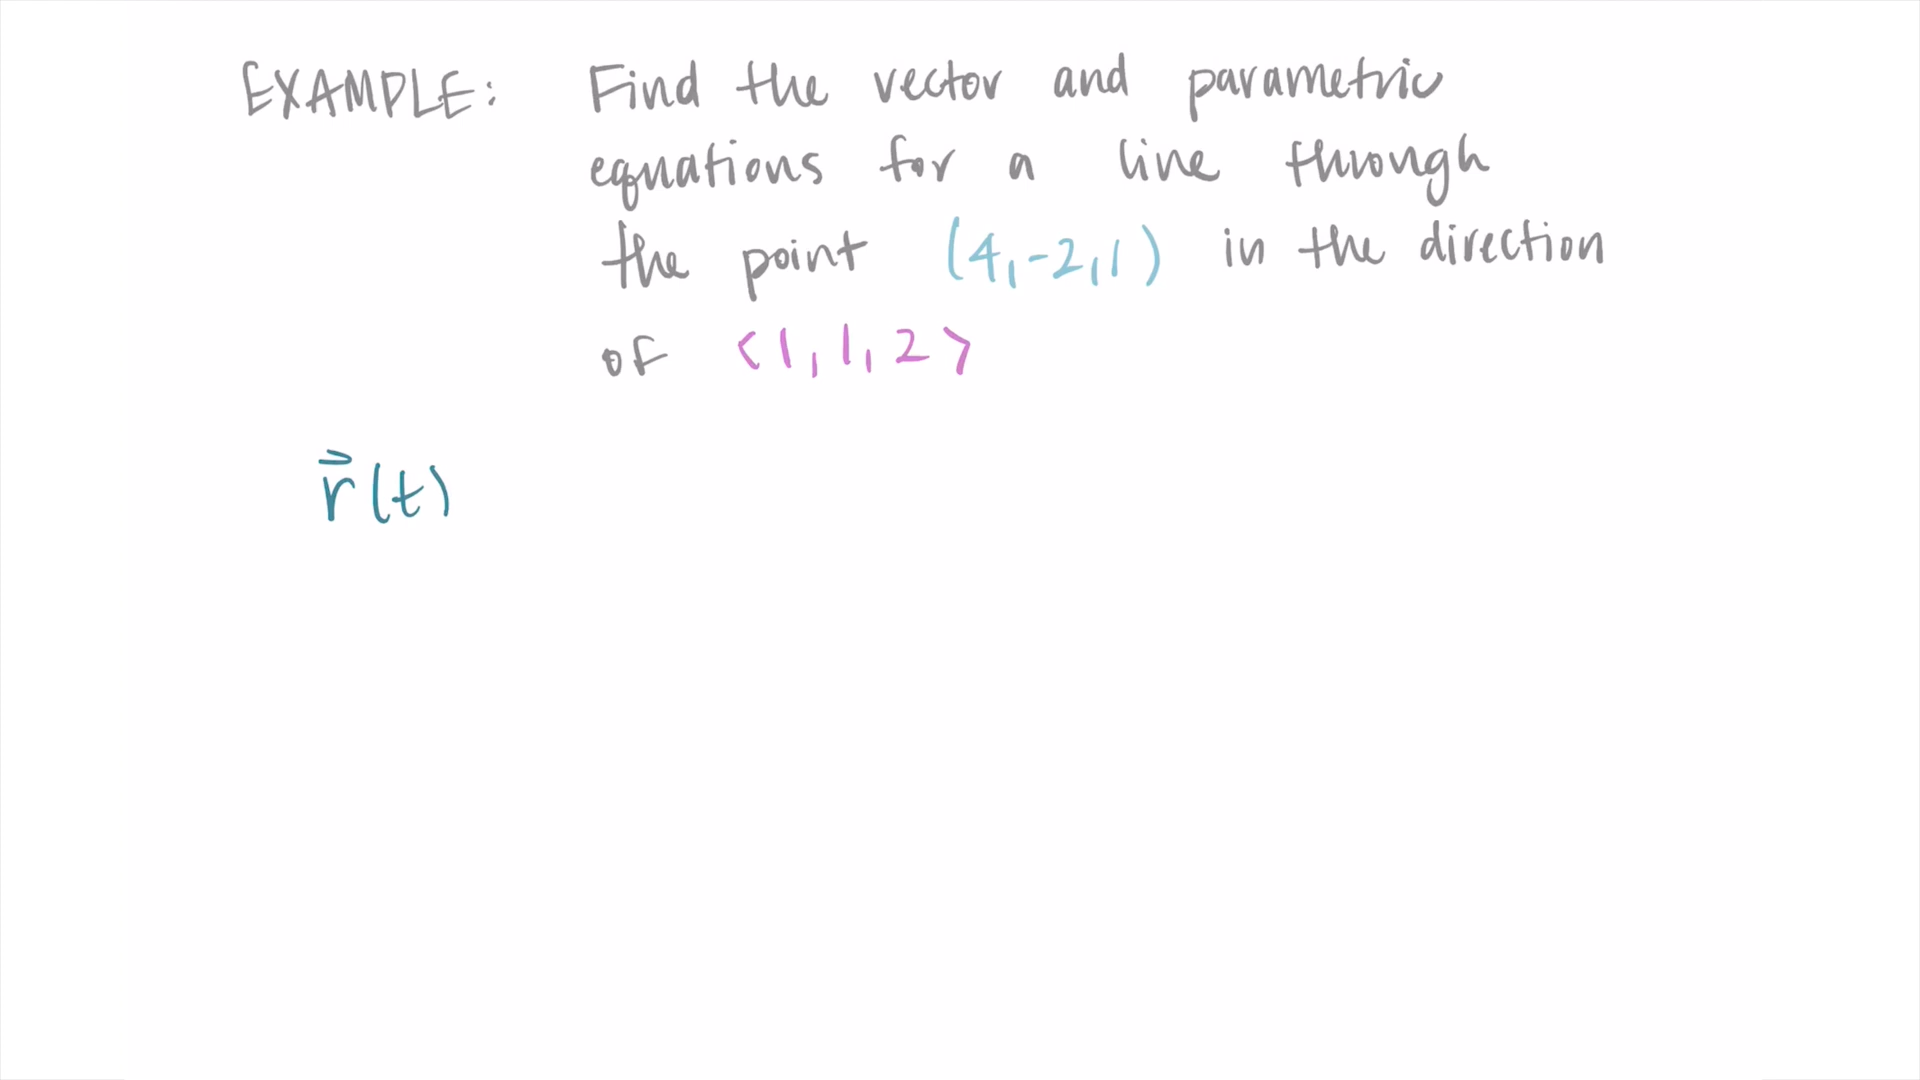 EXAMPLE: Find the vector and parametric
equations for a line through
the point (4,-2,1) in the direction
of <1,1,2>
r⃗(t)